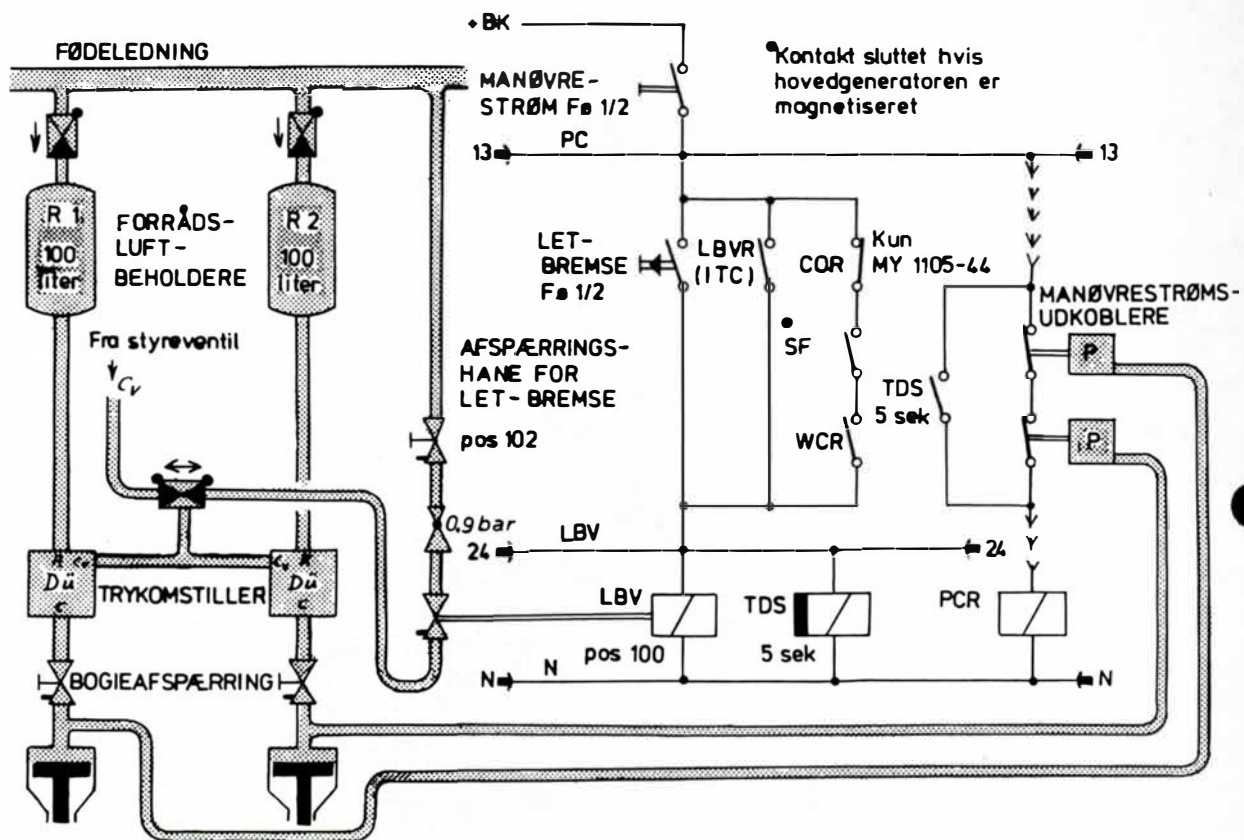 FØDELEDNING
+BK
MANØVRE-
STRØM Fø 1/2
Kontakt sluttet hvis
hovedgeneratoren er
magnetiseret
13
PC
13
R 1
100
liter
FORRÅDS-
LUFT-
BEHOLDERE
R 2
100
liter
LET-
BREMSE
Fø 1/2
LBVR
(ITC)
COR
Kun
MY 1105-44
MANØVRESTRØMS-
UDKOBLERE
P
P
Fra styreventil
Cv
AFSPÆRRINGS-
HANE FOR
LET-BREMSE
pos 102
SF
WCR
TDS
5 sek
0,9 bar
24
LBV
24
R
Cv
Dü
C
TRYKOMSTILLER
Cv
R
Dü
C
LBV
pos 100
TDS
5 sek
PCR
BOGIEAFSPÆRRING
N
N
N